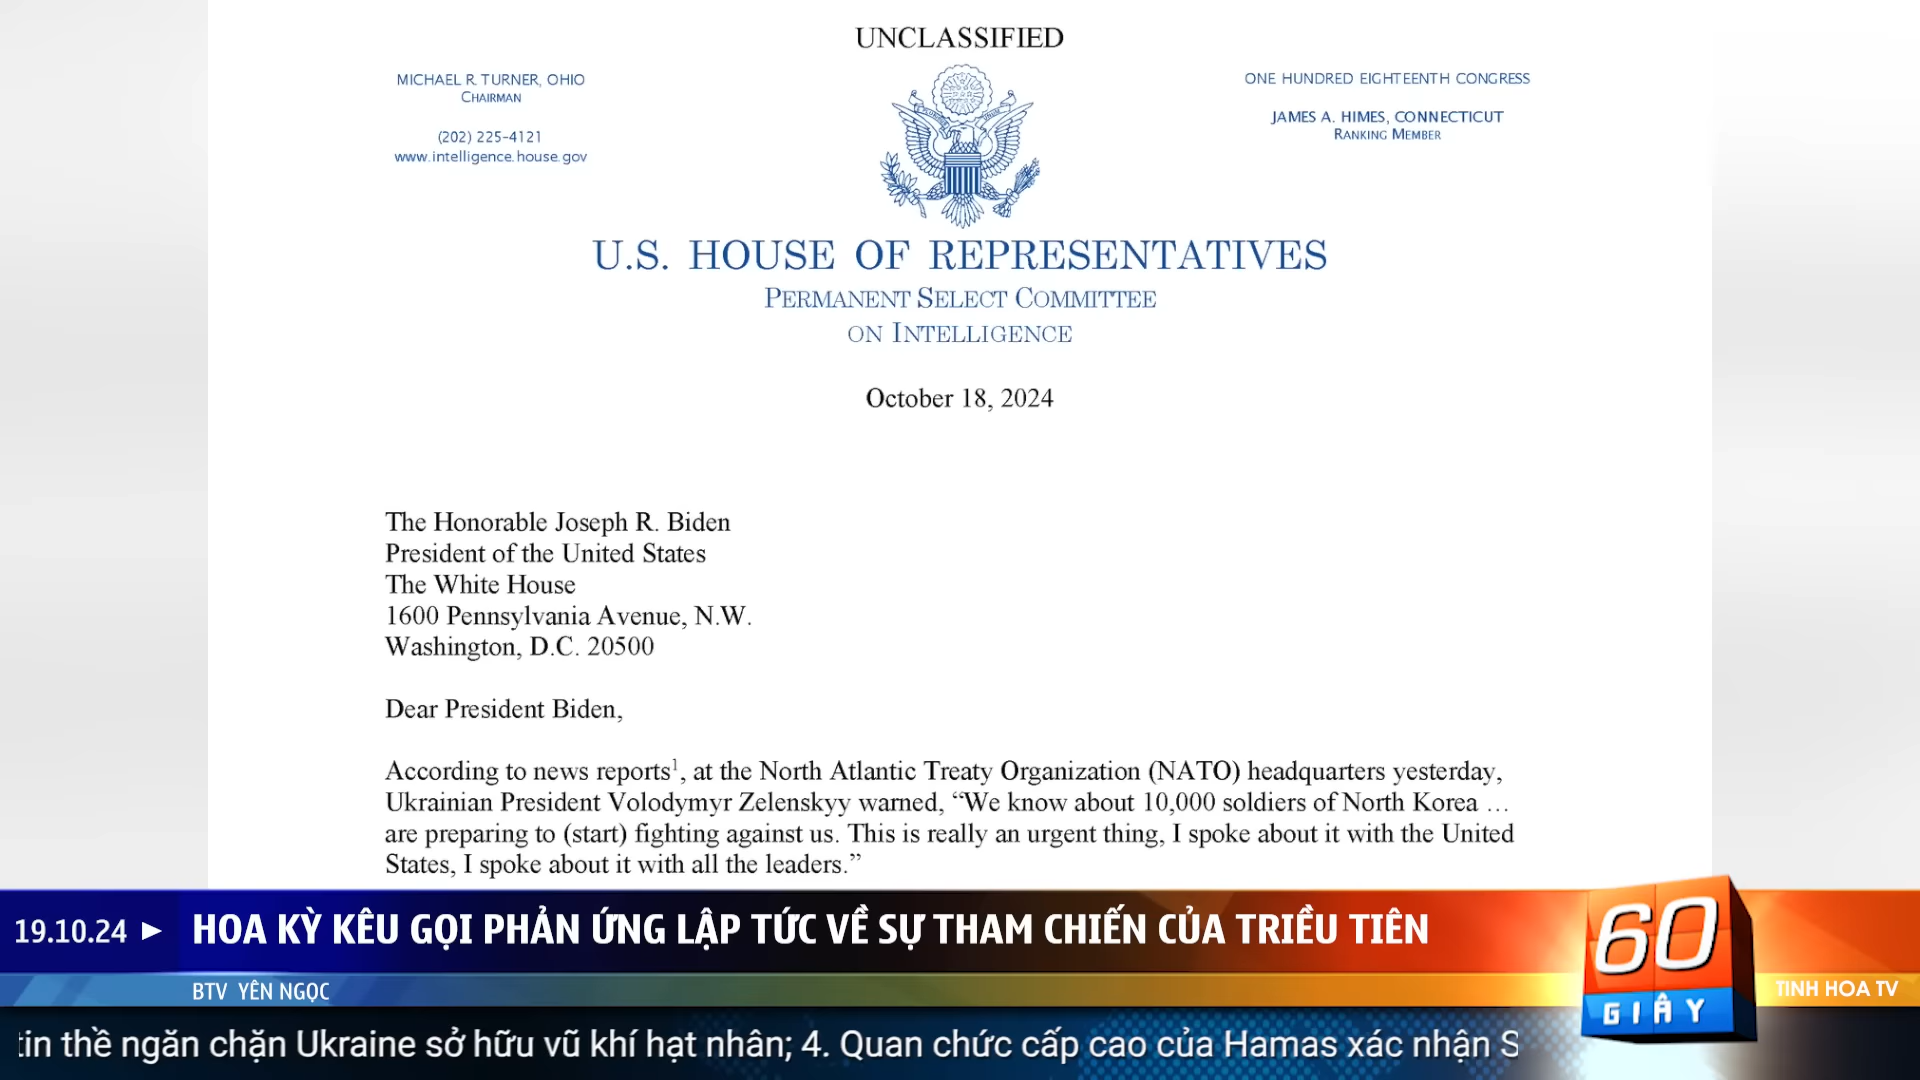 UNCLASSIFIED
MICHAEL R. TURNER, OHIO
CHAIRMAN
(202) 225-4121
www.intelligence.house.gov
ONE HUNDRED EIGHTEENTH CONGRESS
JAMES A. HIMES, CONNECTICUT
RANKING MEMBER
U.S. HOUSE OF REPRESENTATIVES
PERMANENT SELECT COMMITTEE
ON INTELLIGENCE
October 18, 2024
The Honorable Joseph R. Biden
President of the United States
The White House
1600 Pennsylvania Avenue, N.W.
Washington, D.C. 20500
Dear President Biden,
According to news reports¹, at the North Atlantic Treaty Organization (NATO) headquarters yesterday,
Ukrainian President Volodymyr Zelenskyy warned, “We know about 10,000 soldiers of North Korea …
are preparing to (start) fighting against us. This is really an urgent thing, I spoke about it with the United
States, I spoke about it with all the leaders.”
19.10.24 ► HOA KỲ KÊU GỌI PHẢN ỨNG LẬP TỨC VỀ SỰ THAM CHIẾN CỦA TRIỀU TIÊN
BTV YÊN NGỌC
60
GIÂY
TINH HOA TV
tin thề ngăn chặn Ukraine sở hữu vũ khí hạt nhân; 4. Quan chức cấp cao của Hamas xác nhận S